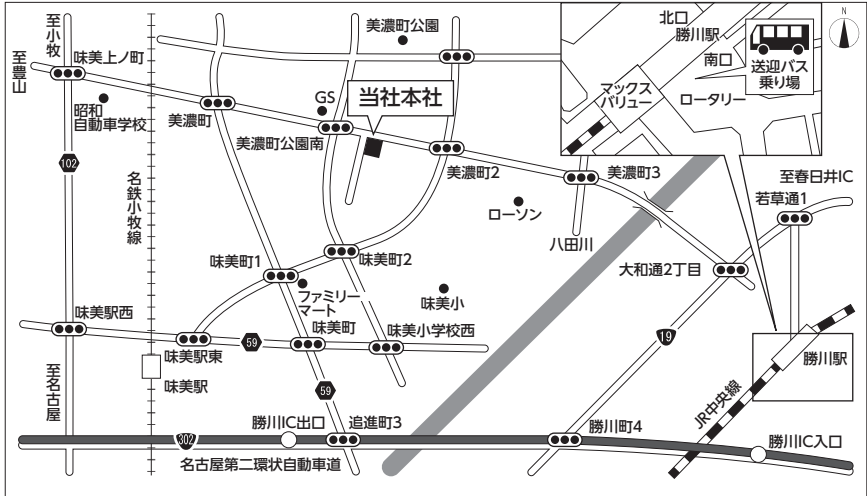 至小牧
至豊山
味美上ノ町
昭和
自動車学校
102
名鉄小牧線
美濃町
美濃町公園
GS
当社本社
美濃町公園南
美濃町2
美濃町3
ローソン
八田川
北口
勝川駅
南口
送迎バス
乗り場
マックス
バリュー
ロータリー
N
至春日井IC
若草通1
大和通2丁目
味美町1
味美町2
ファミリー
マート
味美小
味美駅西
味美駅東
59
味美町
味美小学校西
19
至名古屋
味美駅
59
勝川駅
JR中央線
302
勝川IC出口
追進町3
勝川町4
勝川IC入口
名古屋第二環状自動車道